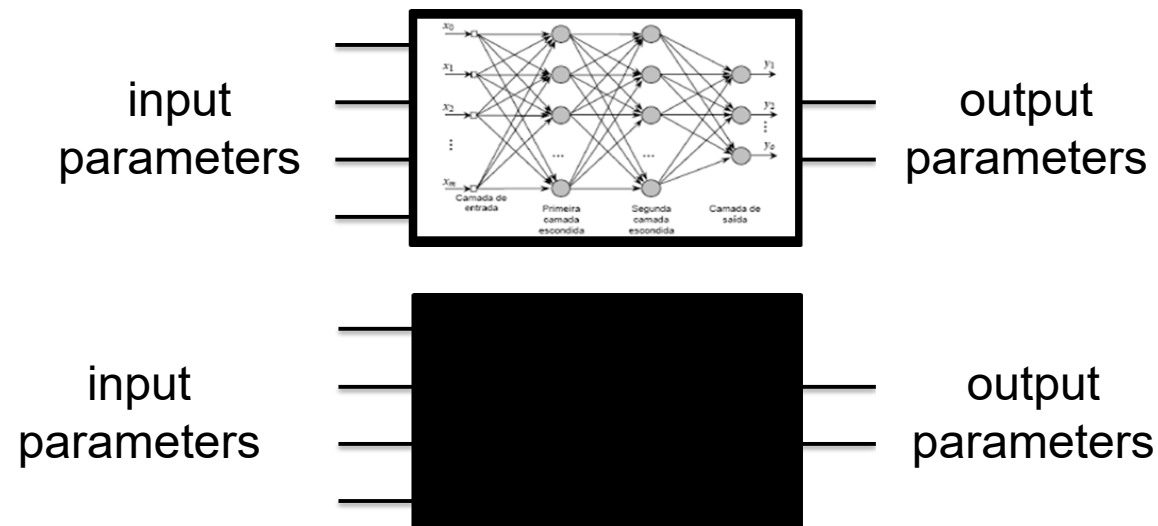 input
parameters
x0
x1
x2
⋮
xm
...
...
y1
y2
⋮
yo
Camada de
entrada
Primeira
camada
escondida
Segunda
camada
escondida
Camada de
saída
output
parameters
input
parameters
output
parameters